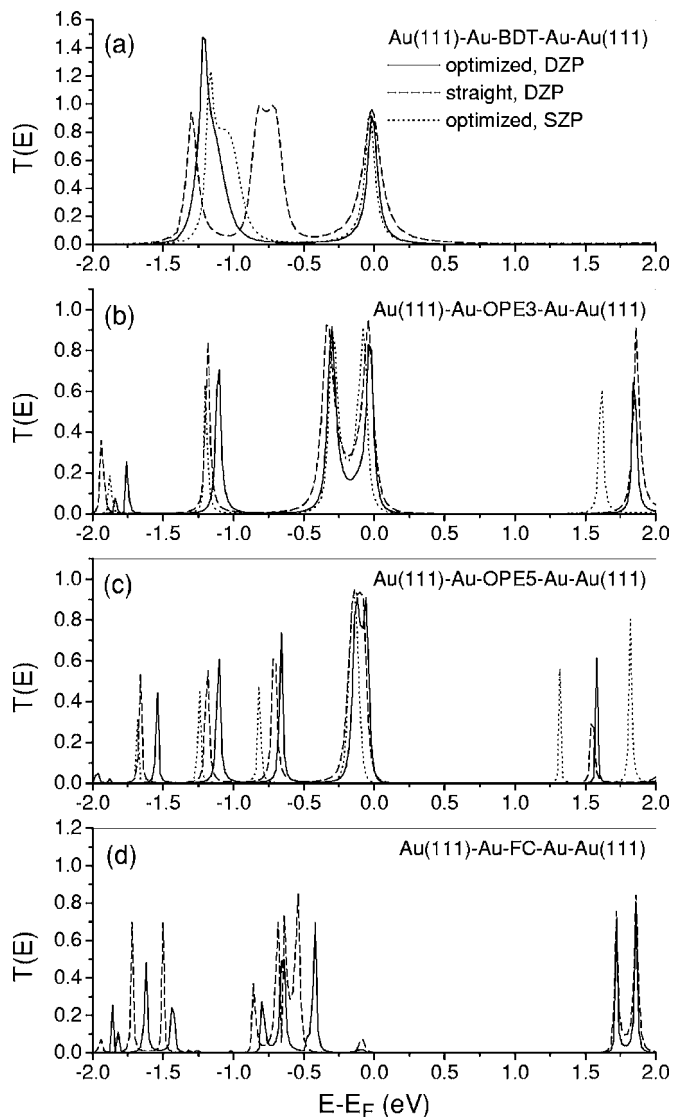 (a)
Au(111)-Au-BDT-Au-Au(111)
optimized, DZP
straight, DZP
optimized, SZP
T(E)
1.6
1.4
1.2
1.0
0.8
0.6
0.4
0.2
0.0
-2.0 -1.5 -1.0 -0.5 0.0 0.5 1.0 1.5 2.0
(b)
Au(111)-Au-OPE3-Au-Au(111)
T(E)
1.0
0.8
0.6
0.4
0.2
0.0
-2.0 -1.5 -1.0 -0.5 0.0 0.5 1.0 1.5 2.0
(c)
Au(111)-Au-OPE5-Au-Au(111)
T(E)
1.0
0.8
0.6
0.4
0.2
0.0
-2.0 -1.5 -1.0 -0.5 0.0 0.5 1.0 1.5 2.0
(d)
Au(111)-Au-FC-Au-Au(111)
T(E)
1.2
1.0
0.8
0.6
0.4
0.2
0.0
-2.0 -1.5 -1.0 -0.5 0.0 0.5 1.0 1.5 2.0
E-E_F (eV)